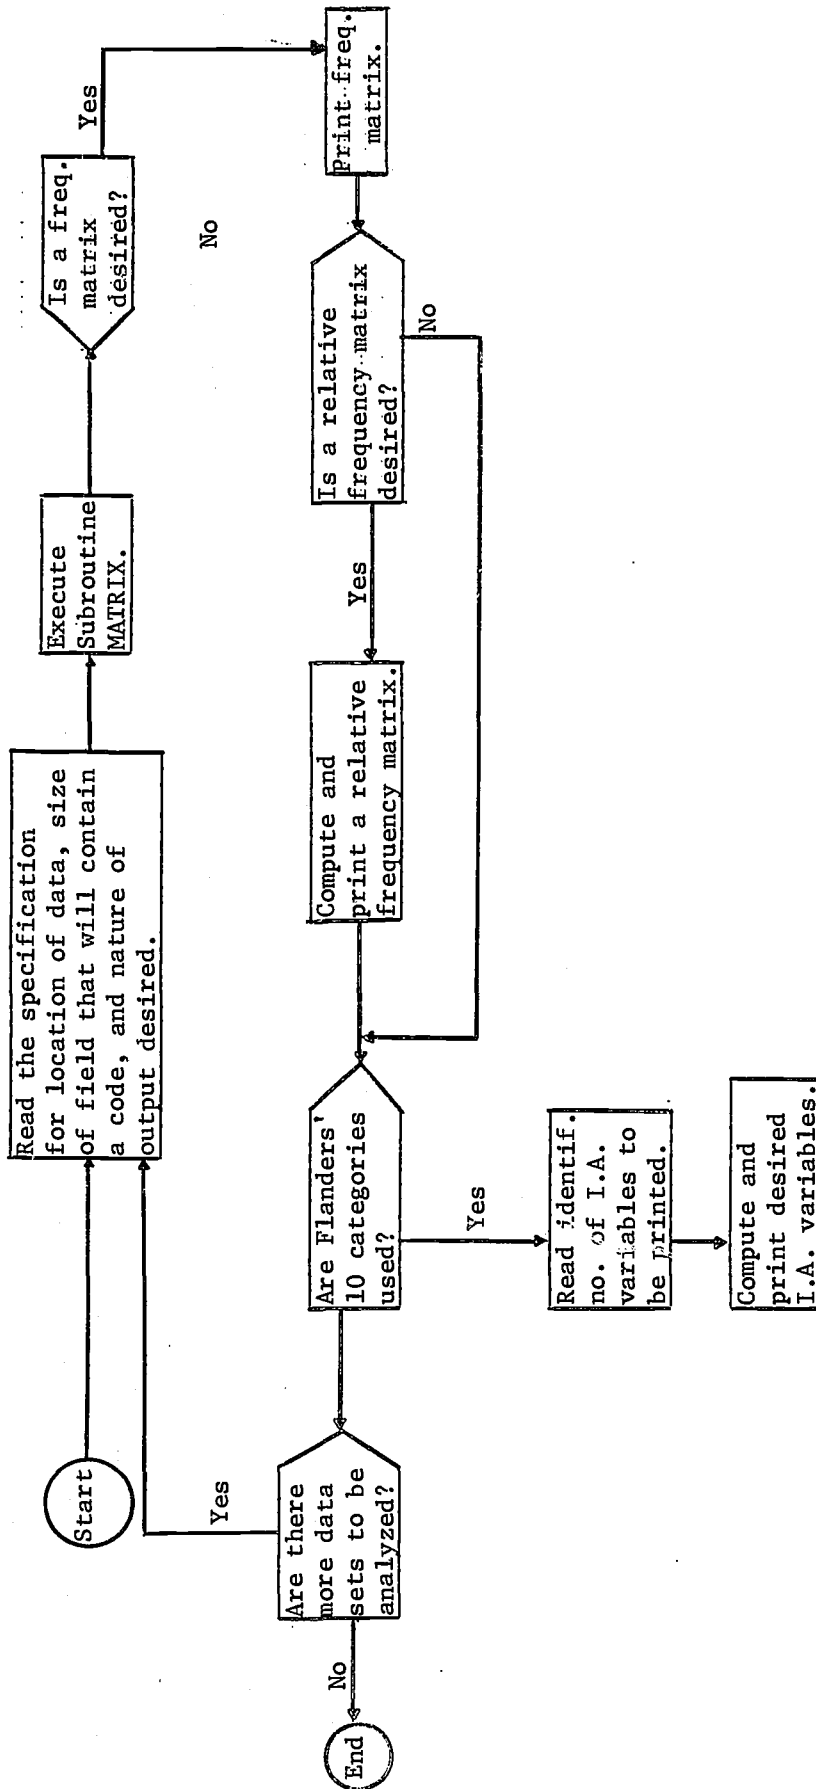 Start
Read the specification
for location of data, size
of field that will contain
a code, and nature of
output desired.
Execute
Subroutine
MATRIX.
Is a freq.
matrix
desired?
Yes
No
Print freq.
matrix.
Is a relative
frequency matrix
desired?
No
Yes
Compute and
print a relative
frequency matrix.
Are Flanders'
10 categories
used?
Yes
Read identif.
no. of I.A.
variables to
be printed.
Compute and
print desired
I.A. variables.
Are there
more data
sets to be
analyzed?
Yes
No
End